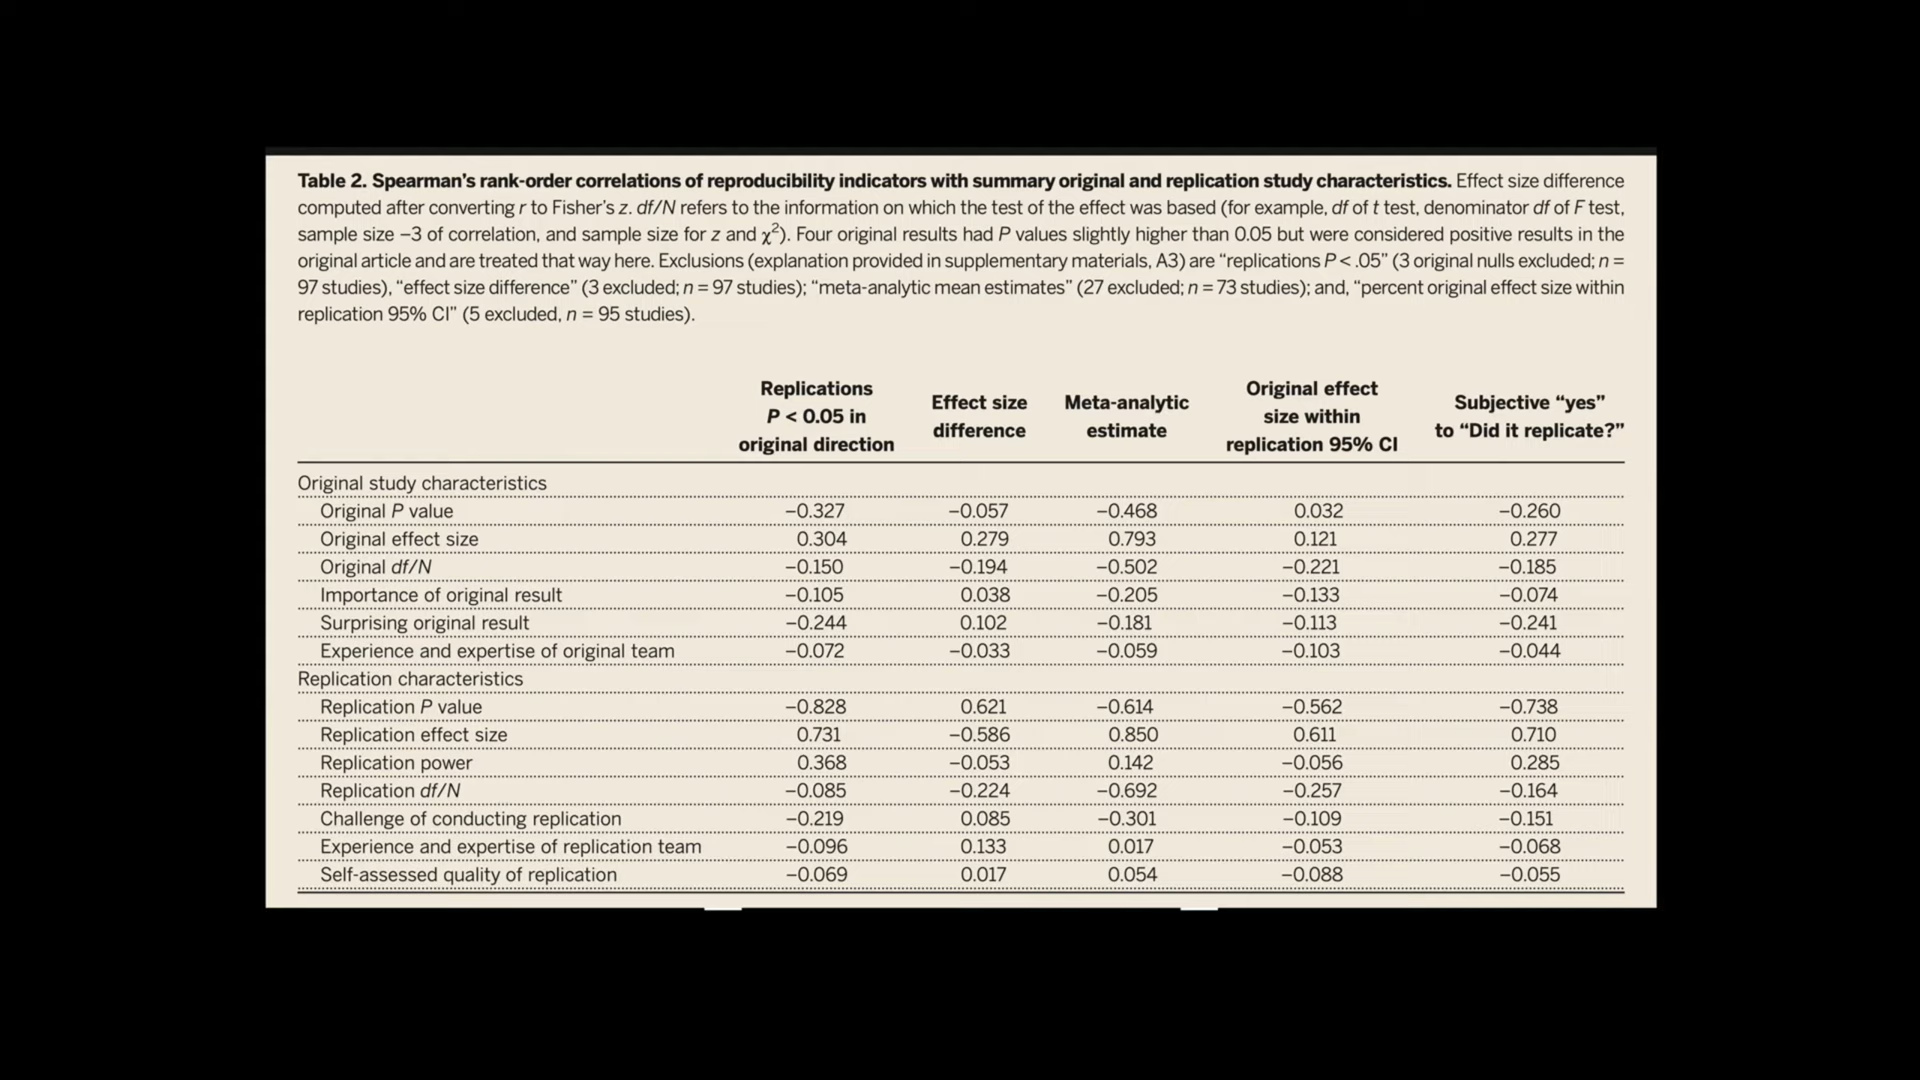 Table 2. Spearman's rank-order correlations of reproducibility indicators with summary original and replication study characteristics. Effect size difference
computed after converting r to Fisher's z. df/N refers to the information on which the test of the effect was based (for example, df of t test, denominator df of F test,
sample size −3 of correlation, and sample size for z and χ²). Four original results had P values slightly higher than 0.05 but were considered positive results in the
original article and are treated that way here. Exclusions (explanation provided in supplementary materials, A3) are “replications P < .05” (3 original nulls excluded; n =
97 studies), “effect size difference” (3 excluded; n = 97 studies); “meta-analytic mean estimates” (27 excluded; n = 73 studies); and, “percent original effect size within
replication 95% CI” (5 excluded, n = 95 studies).
Replications P < 0.05 in original direction
Effect size difference
Meta-analytic estimate
Original effect size within replication 95% CI
Subjective “yes” to “Did it replicate?”
Original study characteristics
Original P value −0.327 −0.057 −0.468 0.032 −0.260
Original effect size 0.304 0.279 0.793 0.121 0.277
Original df/N −0.150 −0.194 −0.502 −0.221 −0.185
Importance of original result −0.105 0.038 −0.205 −0.133 −0.074
Surprising original result −0.244 0.102 −0.181 −0.113 −0.241
Experience and expertise of original team −0.072 −0.033 −0.059 −0.103 −0.044
Replication characteristics
Replication P value −0.828 0.621 −0.614 −0.562 −0.738
Replication effect size 0.731 −0.586 0.850 0.611 0.710
Replication power 0.368 −0.053 0.142 −0.056 0.285
Replication df/N −0.085 −0.224 −0.692 −0.257 −0.164
Challenge of conducting replication −0.219 0.085 −0.301 −0.109 −0.151
Experience and expertise of replication team −0.096 0.133 0.017 −0.053 −0.068
Self-assessed quality of replication −0.069 0.017 0.054 −0.088 −0.055